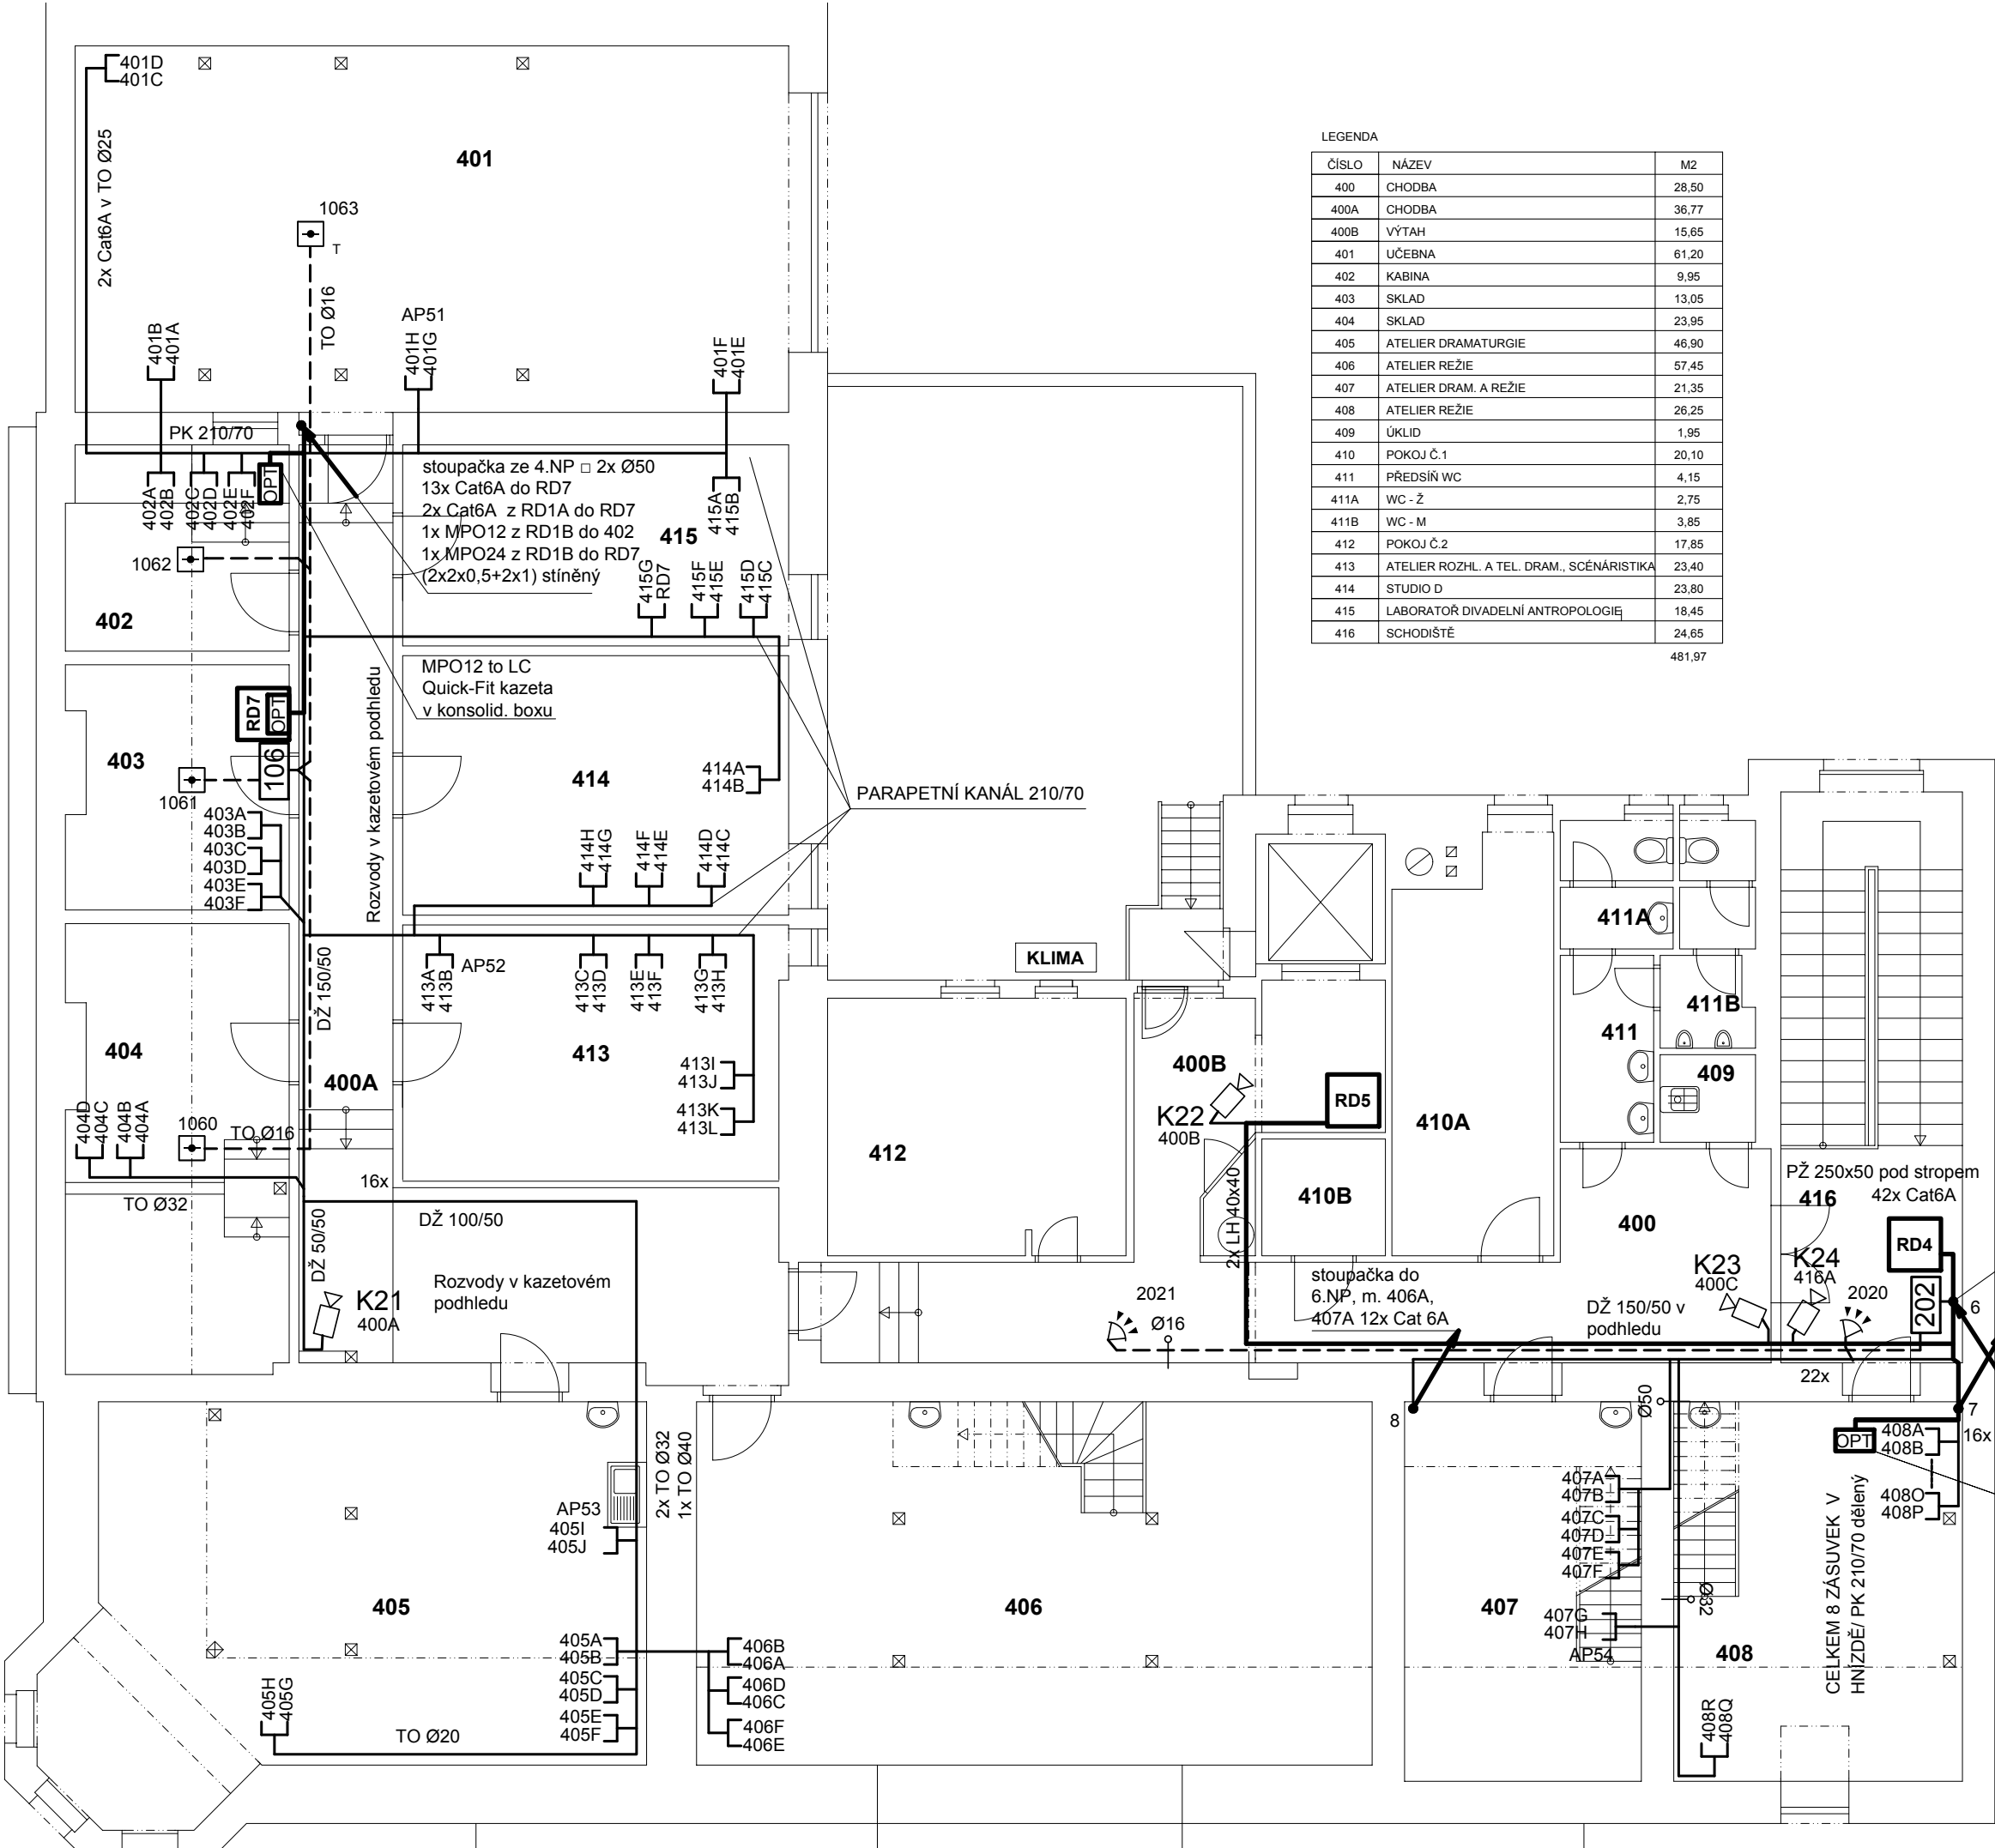 401D
401C
2x Cat6A v TO Ø25
401
1063
T
TO Ø16
401B
401A
AP51
401H
401G
401F
401E
PK 210/70
402A
402B
402C
402D
402E
402F
OPT
stoupačka ze 4.NP □ 2x Ø50
13x Cat6A do RD7
2x Cat6A z RD1A do RD7
1x MPO12 z RD1B do 402
1x MPO24 z RD1B do RD7
(2x2x0,5+2x1) stíněný
415A
415B
415
1062
402
415G
RD7
415F
415E
415D
415C
MPO12 to LC
Quick-Fit kazeta
v konsolid. boxu
Rozvody v kazetovém podhledu
RD7
OPT
106
403
1061
414
414A
414B
PARAPETNÍ KANÁL 210/70
403A
403B
403C
403D
403E
403F
414H
414G
414F
414E
414D
414C
LEGENDA
ČÍSLO NÁZEV M2
400 CHODBA 28,50
400A CHODBA 36,77
400B VÝTAH 15,65
401 UČEBNA 61,20
402 KABINA 9,95
403 SKLAD 13,05
404 SKLAD 23,95
405 ATELIER DRAMATURGIE 46,90
406 ATELIER REŽIE 57,45
407 ATELIER DRAM. A REŽIE 21,35
408 ATELIER REŽIE 26,25
409 ÚKLID 1,95
410 POKOJ Č.1 20,10
411 PŘEDSÍŇ WC 4,15
411A WC - Ž 2,75
411B WC - M 3,85
412 POKOJ Č.2 17,85
413 ATELIER ROZHL. A TEL. DRAM., SCÉNÁRISTIKA 23,40
414 STUDIO D 23,80
415 LABORATOŘ DIVADELNÍ ANTROPOLOGIE 18,45
416 SCHODIŠTĚ 24,65
481,97
DŽ 150/50
413A
413B
AP52
413C
413D
413E
413F
413G
413H
KLIMA
404
400A
413
413I
413J
413K
413L
404D
404C
404B
404A
1060
TO Ø16
16x
TO Ø32
DŽ 100/50
DŽ 50/50
K21
400A
Rozvody v kazetovém
podhledu
412
400B
K22
400B
RD5
410A
410B
2x LH 40x40
411A
411B
411
409
400
PŽ 250x50 pod stropem
42x Cat6A
416
RD4
202
6
K23
400C
K24
416A
2020
2021
Ø16
stoupačka do
6.NP, m. 406A,
407A 12x Cat 6A
DŽ 150/50 v
podhledu
22x
8
Ø50
7
16x
OPT
408A
408B
408O
408P
CELKEM 8 ZÁSUVEK V
HNÍZDĚ/ PK 210/70 dělený
2x TO Ø32
1x TO Ø40
AP53
405I
405J
405
405A
405B
405C
405D
405E
405F
405H
405G
TO Ø20
406B
406A
406D
406C
406F
406E
406
407A
407B
407C
407D
407E
407F
407
407G
407H
AP54
Ø32
408
408R
408Q